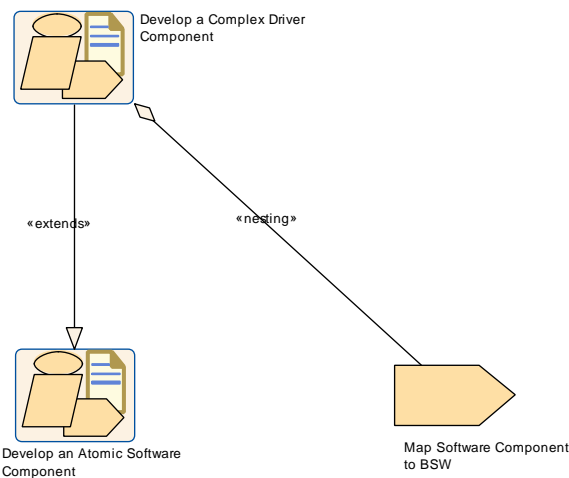 Develop a Complex Driver
Component
«extends»
«nesting»
Develop an Atomic Software
Component
Map Software Component
to BSW